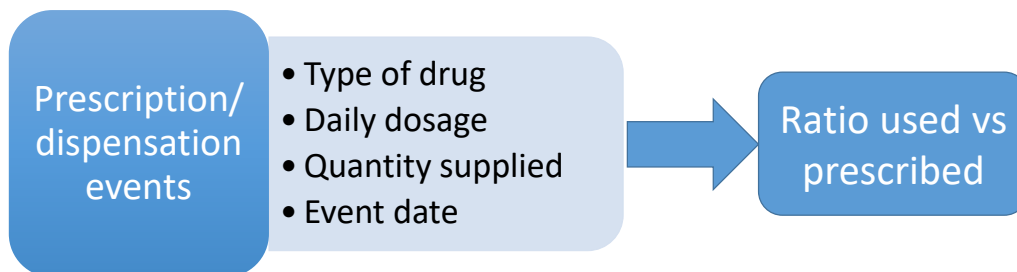 Prescription/
dispensation
events
• Type of drug
• Daily dosage
• Quantity supplied
• Event date
Ratio used vs
prescribed